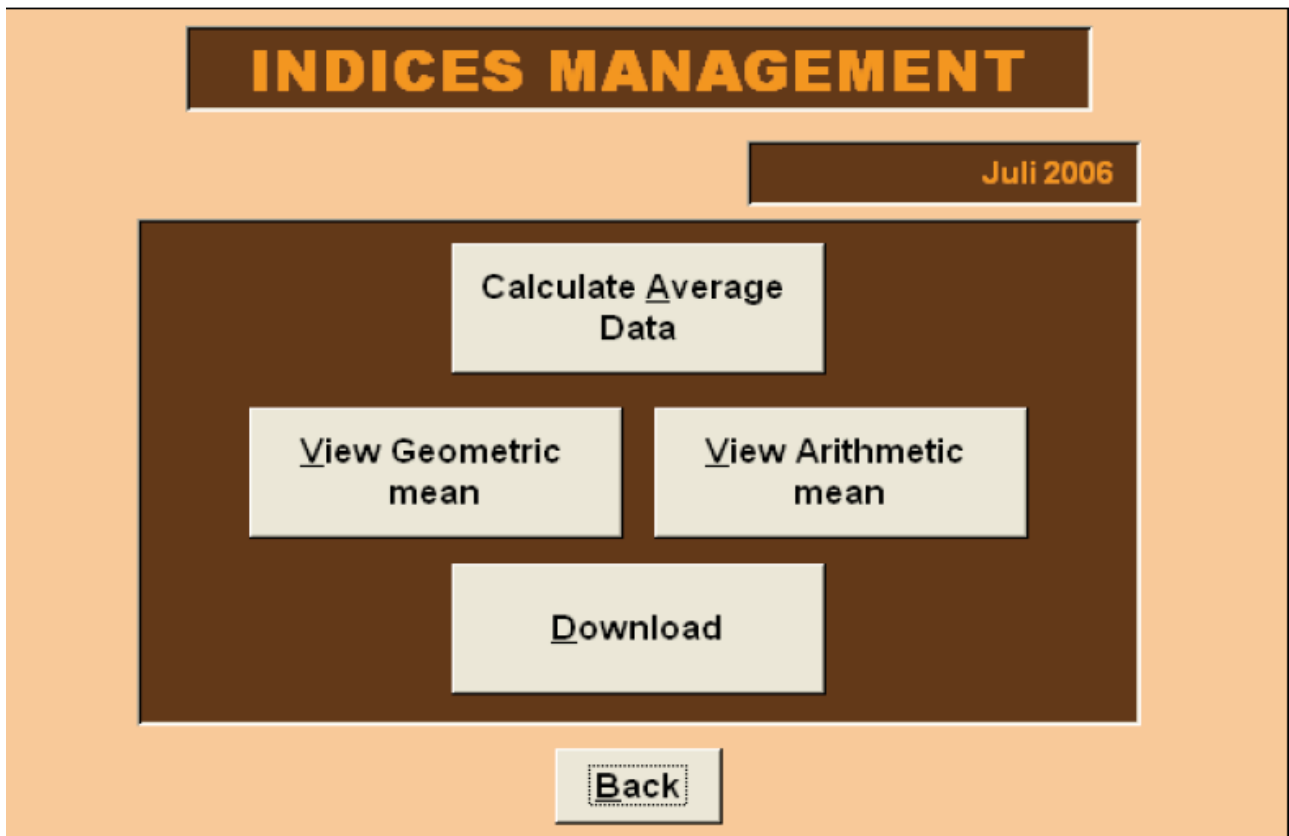 INDICES MANAGEMENT
Juli 2006
Calculate Average
Data
View Geometric
mean
View Arithmetic
mean
Download
Back